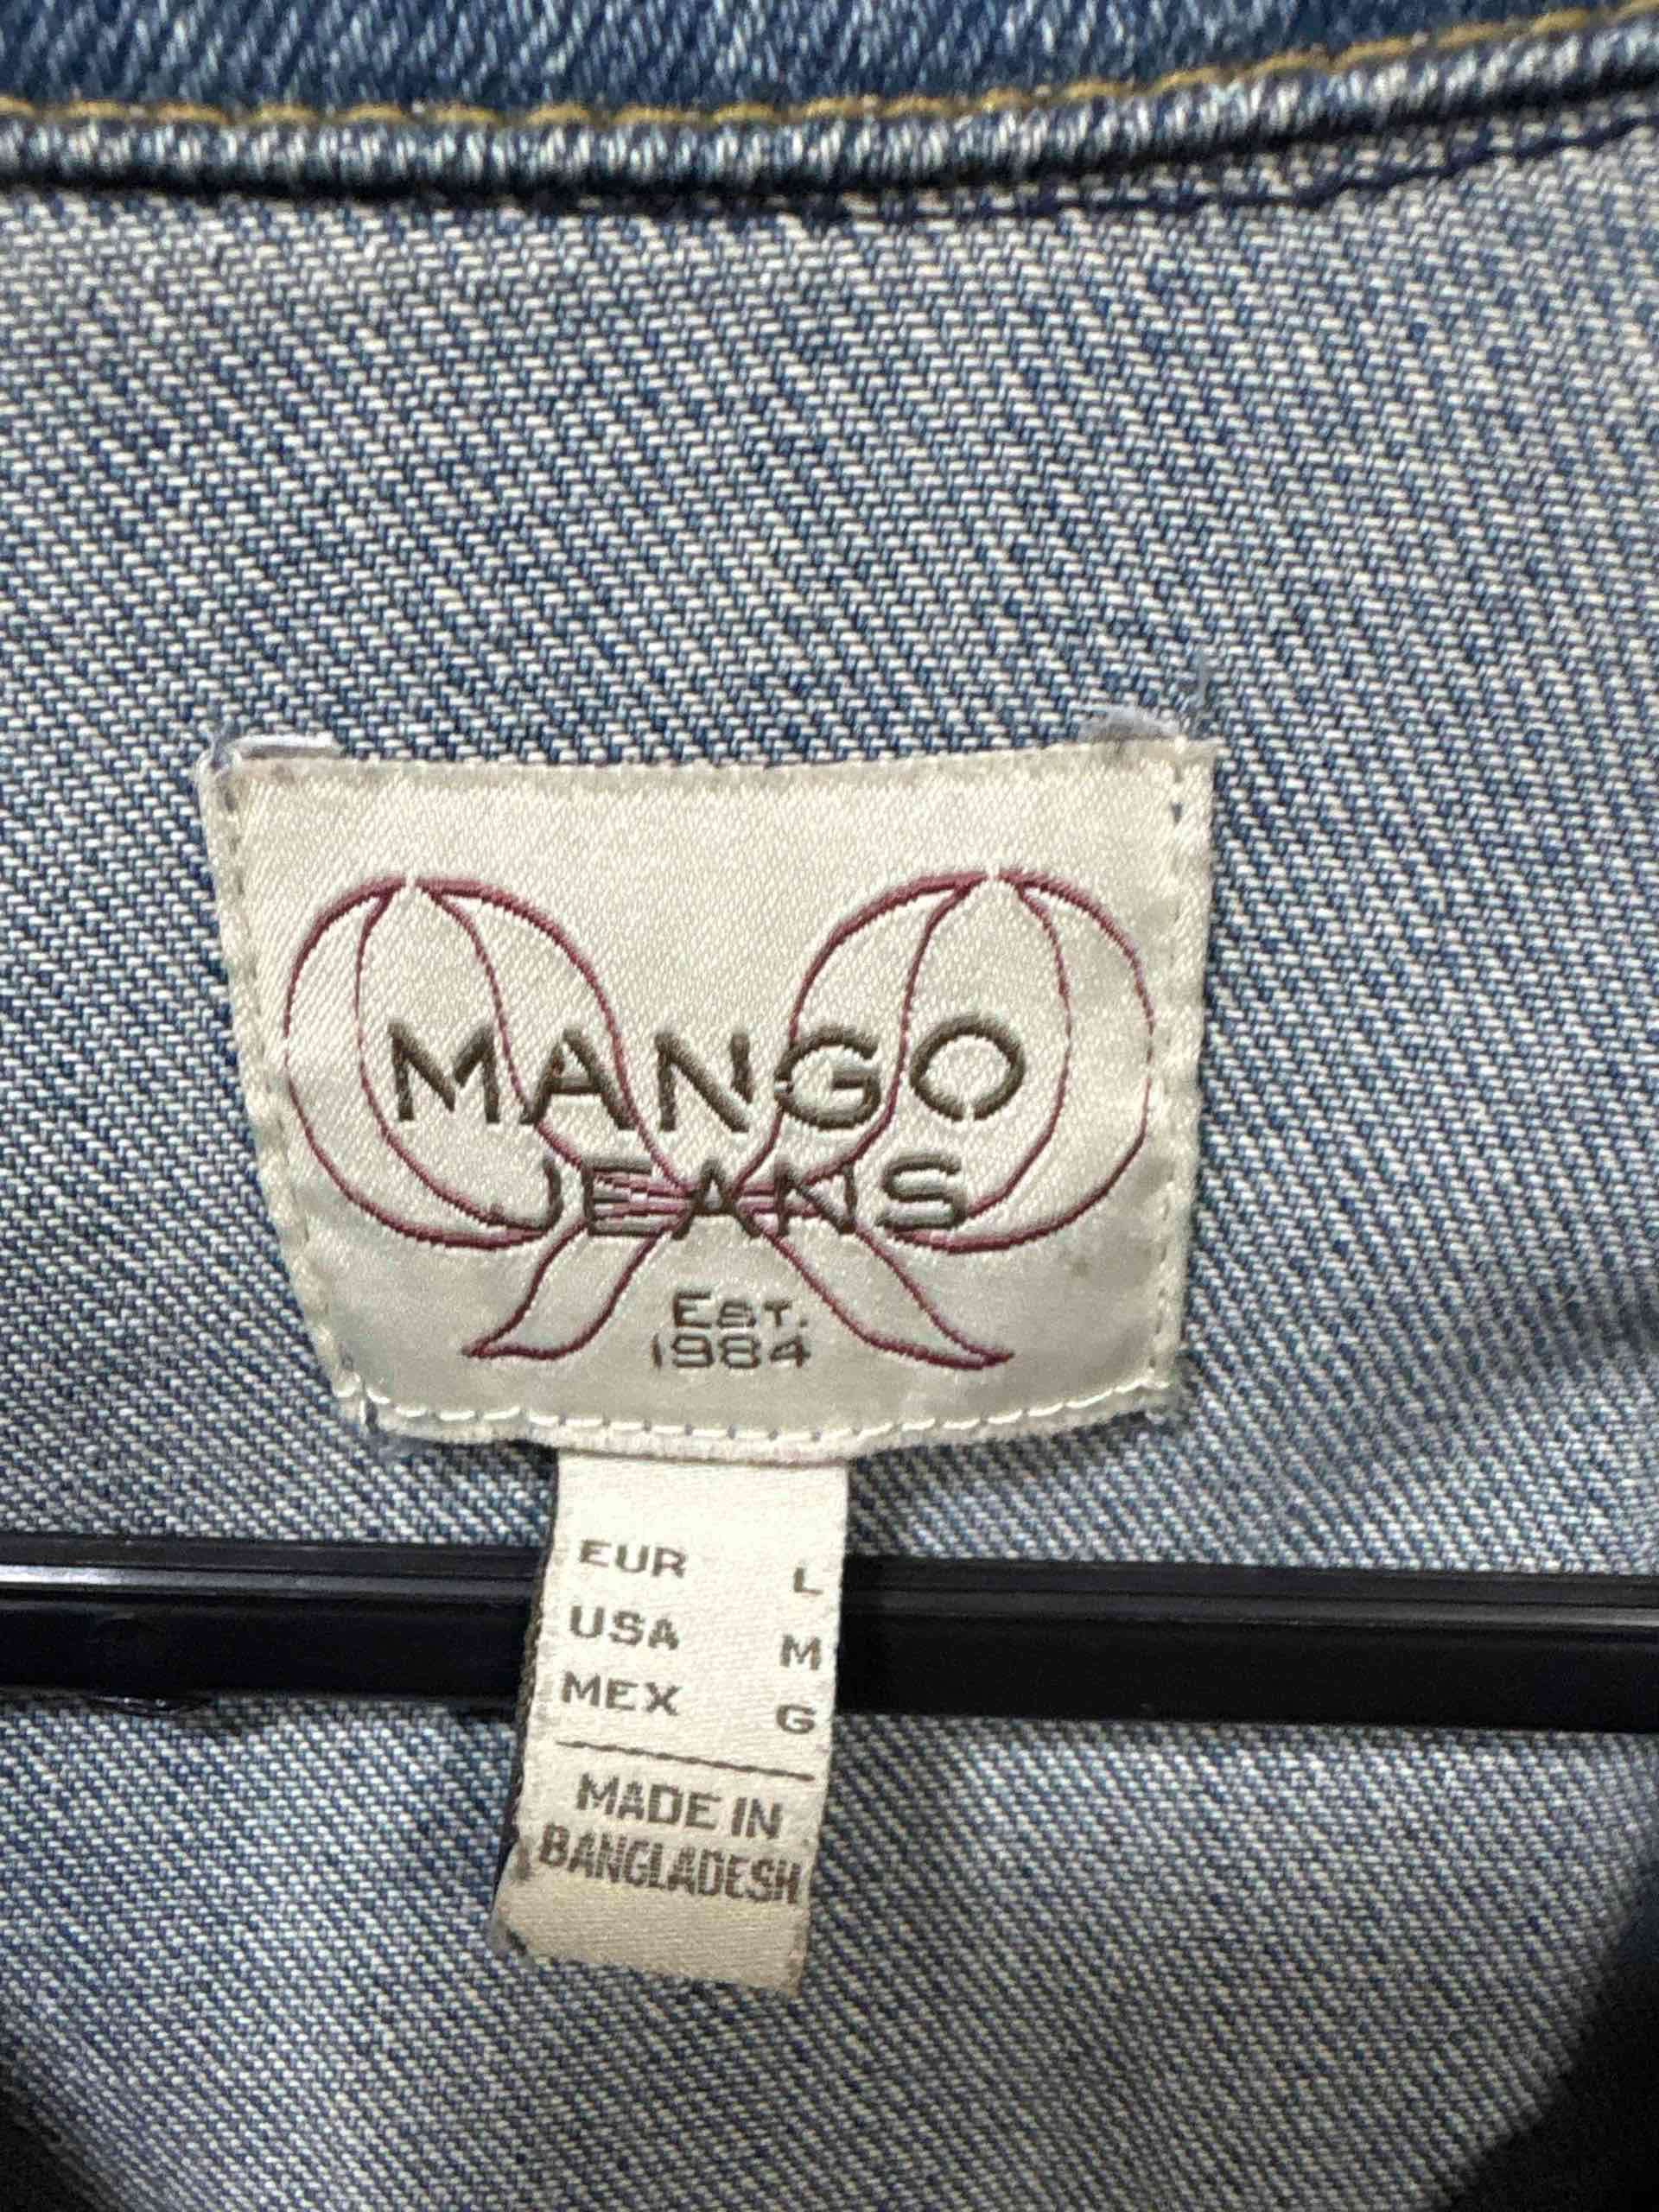 MANGO
JEANS
EST.
1984
EUR L
USA M
MEX G
MADE IN
BANGLADESH